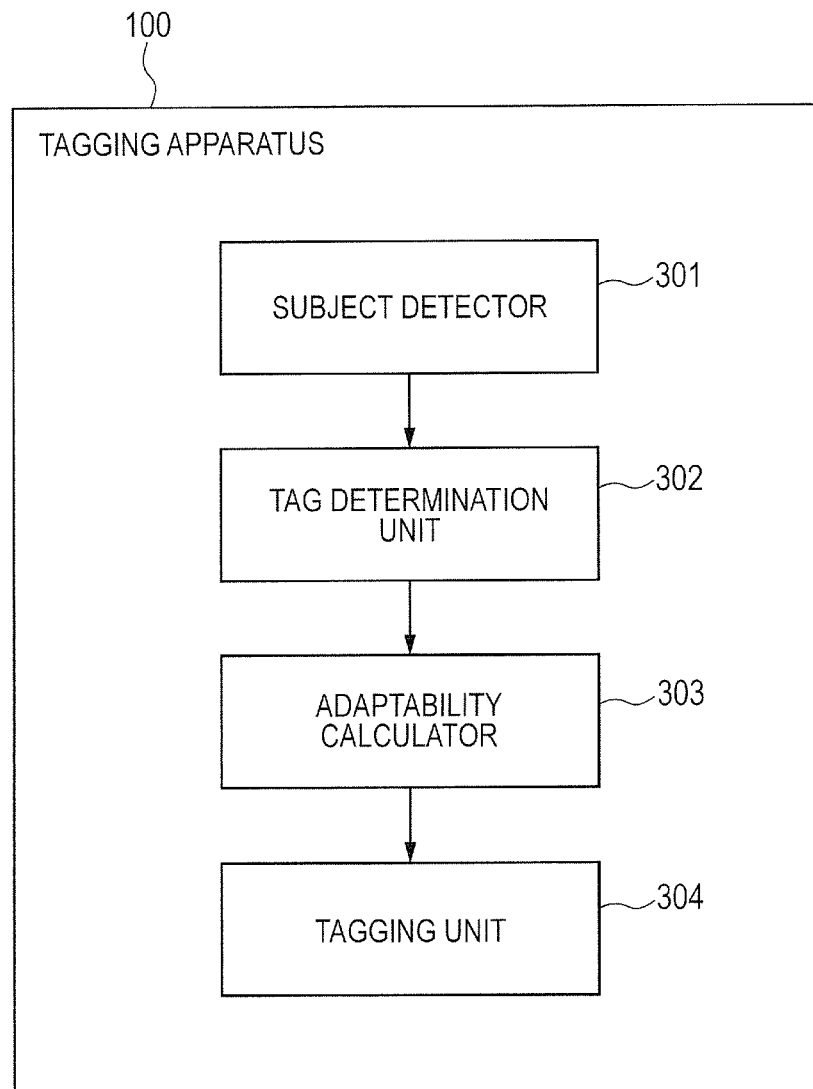 100
TAGGING APPARATUS
SUBJECT DETECTOR
301
TAG DETERMINATION
UNIT
302
ADAPTABILITY
CALCULATOR
303
TAGGING UNIT
304